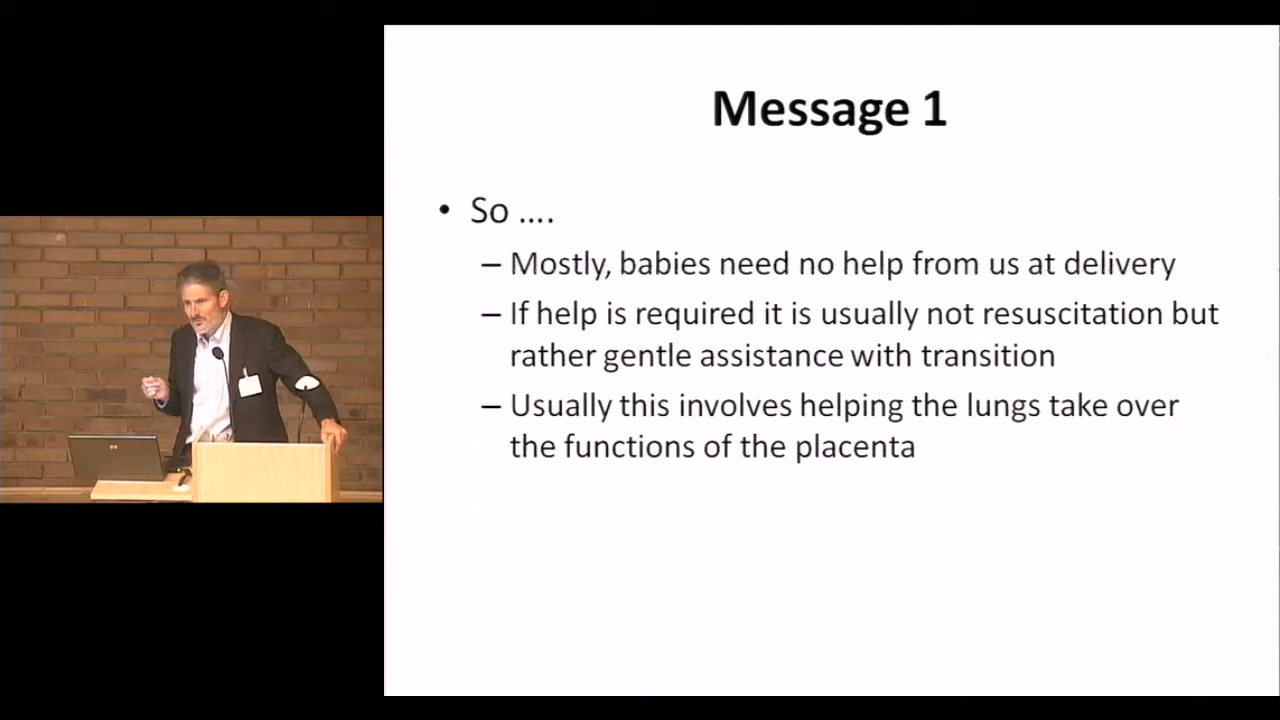 Message 1
• So ....
– Mostly, babies need no help from us at delivery
– If help is required it is usually not resuscitation but
rather gentle assistance with transition
– Usually this involves helping the lungs take over
the functions of the placenta